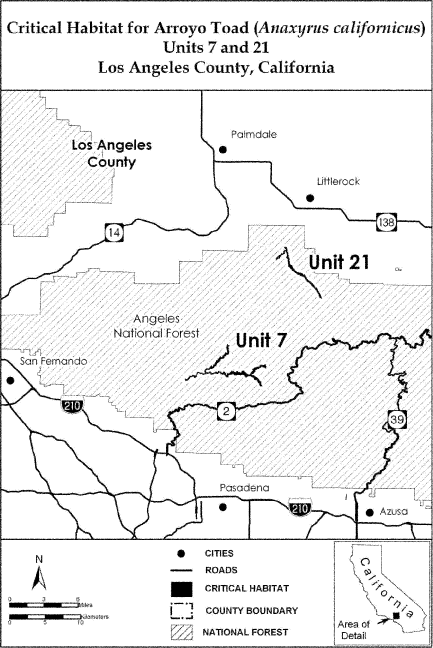 Critical Habitat for Arroyo Toad (Anaxyrus californicus)
Units 7 and 21
Los Angeles County, California
Los Angeles
County
Palmdale
Littlerock
14
138
Unit 21
Angeles
National Forest
Unit 7
San Fernando
210
2
39
Pasadena
210
Azusa
N
0 3 6
Miles
0 5 10
Kilometers
CITIES
ROADS
CRITICAL HABITAT
COUNTY BOUNDARY
NATIONAL FOREST
California
Area of
Detail